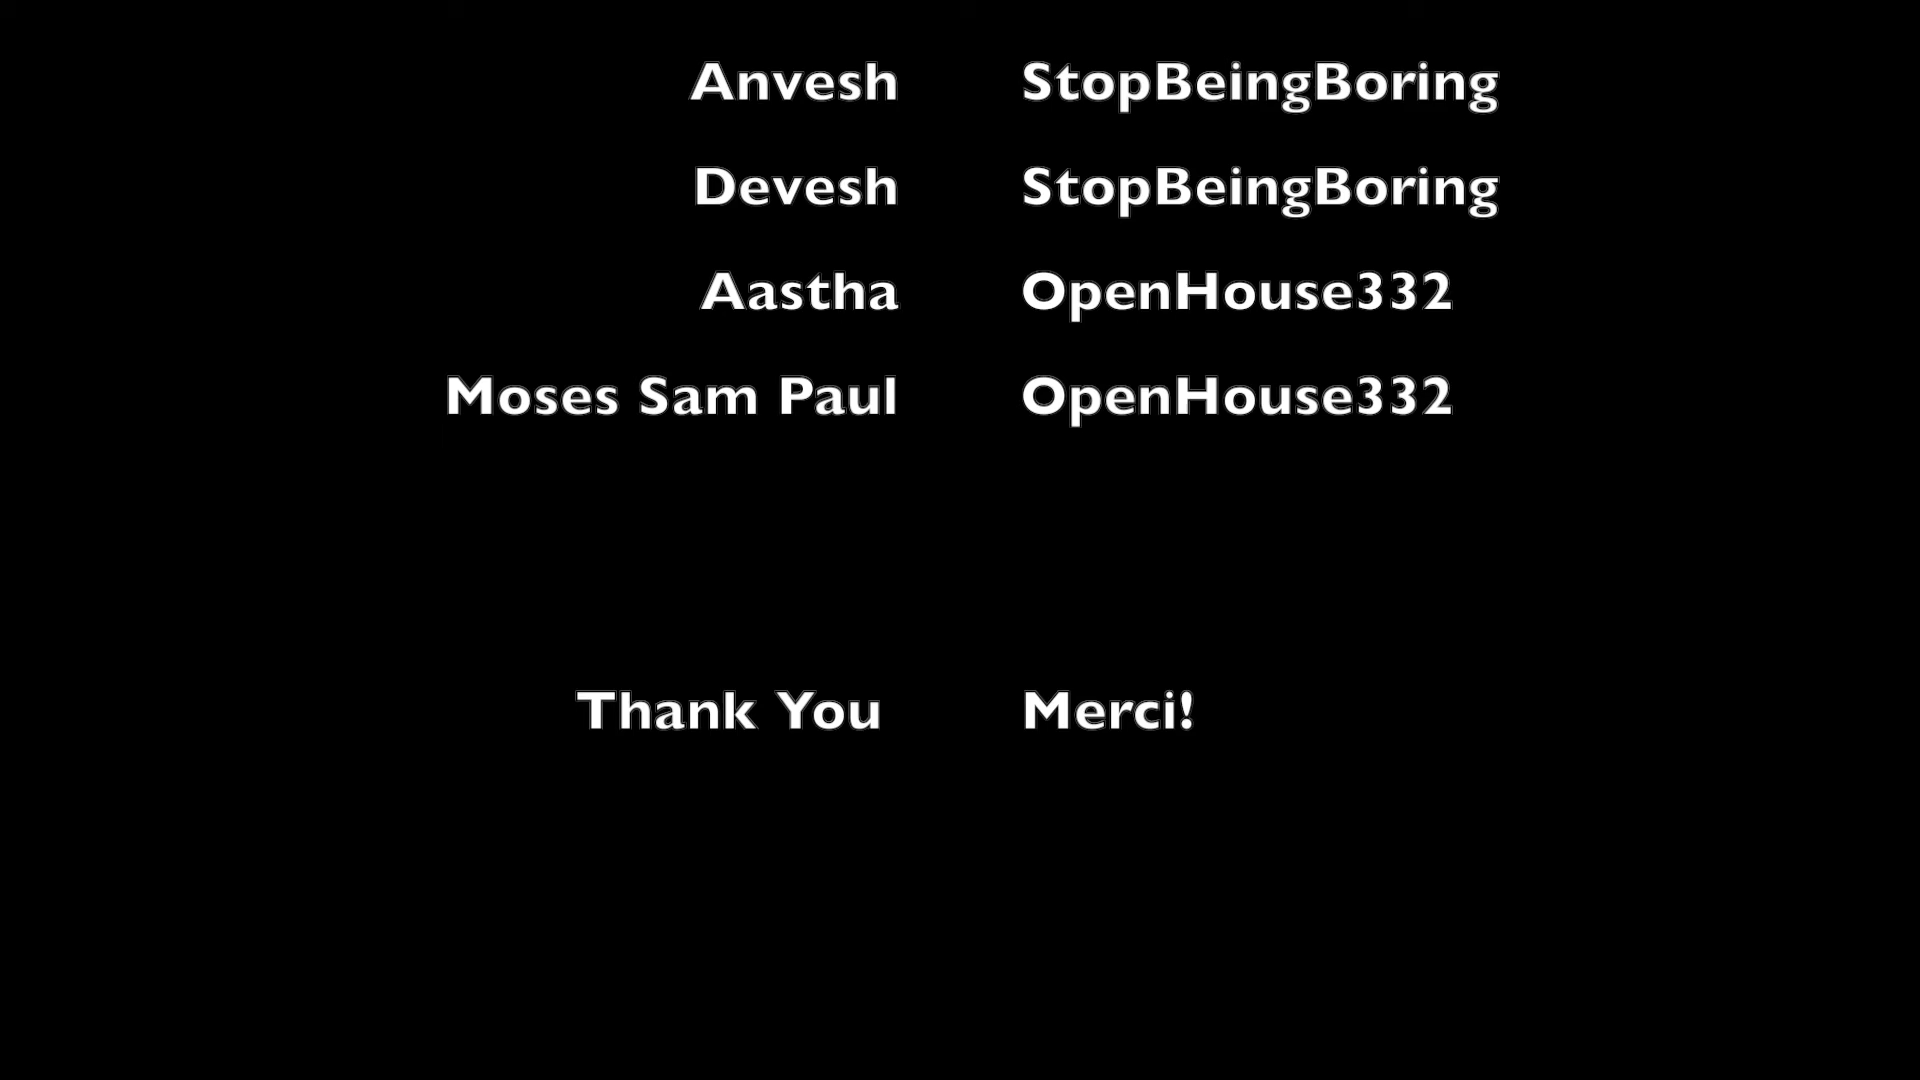 Anvesh StopBeingBoring
Devesh StopBeingBoring
Aastha OpenHouse332
Moses Sam Paul OpenHouse332
Thank You Merci!